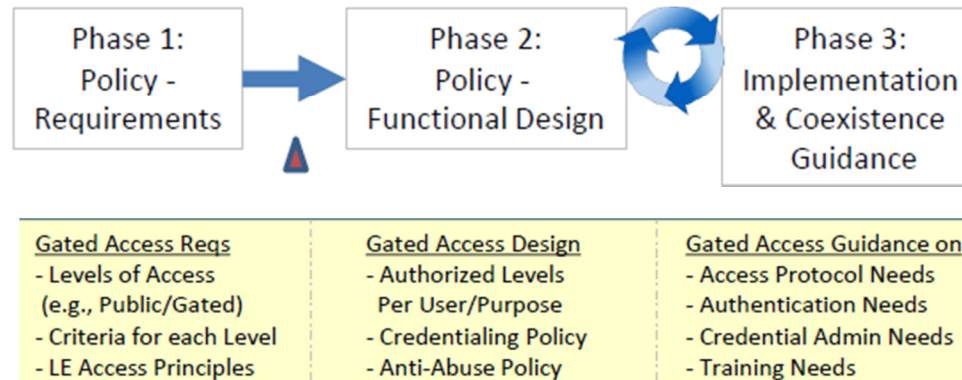 Phase 1:
Policy -
Requirements
Phase 2:
Policy -
Functional Design
Phase 3:
Implementation
& Coexistence
Guidance
Gated Access Reqs
- Levels of Access
(e.g., Public/Gated)
- Criteria for each Level
- LE Access Principles
Gated Access Design
- Authorized Levels
Per User/Purpose
- Credentialing Policy
- Anti-Abuse Policy
Gated Access Guidance on
- Access Protocol Needs
- Authentication Needs
- Credential Admin Needs
- Training Needs